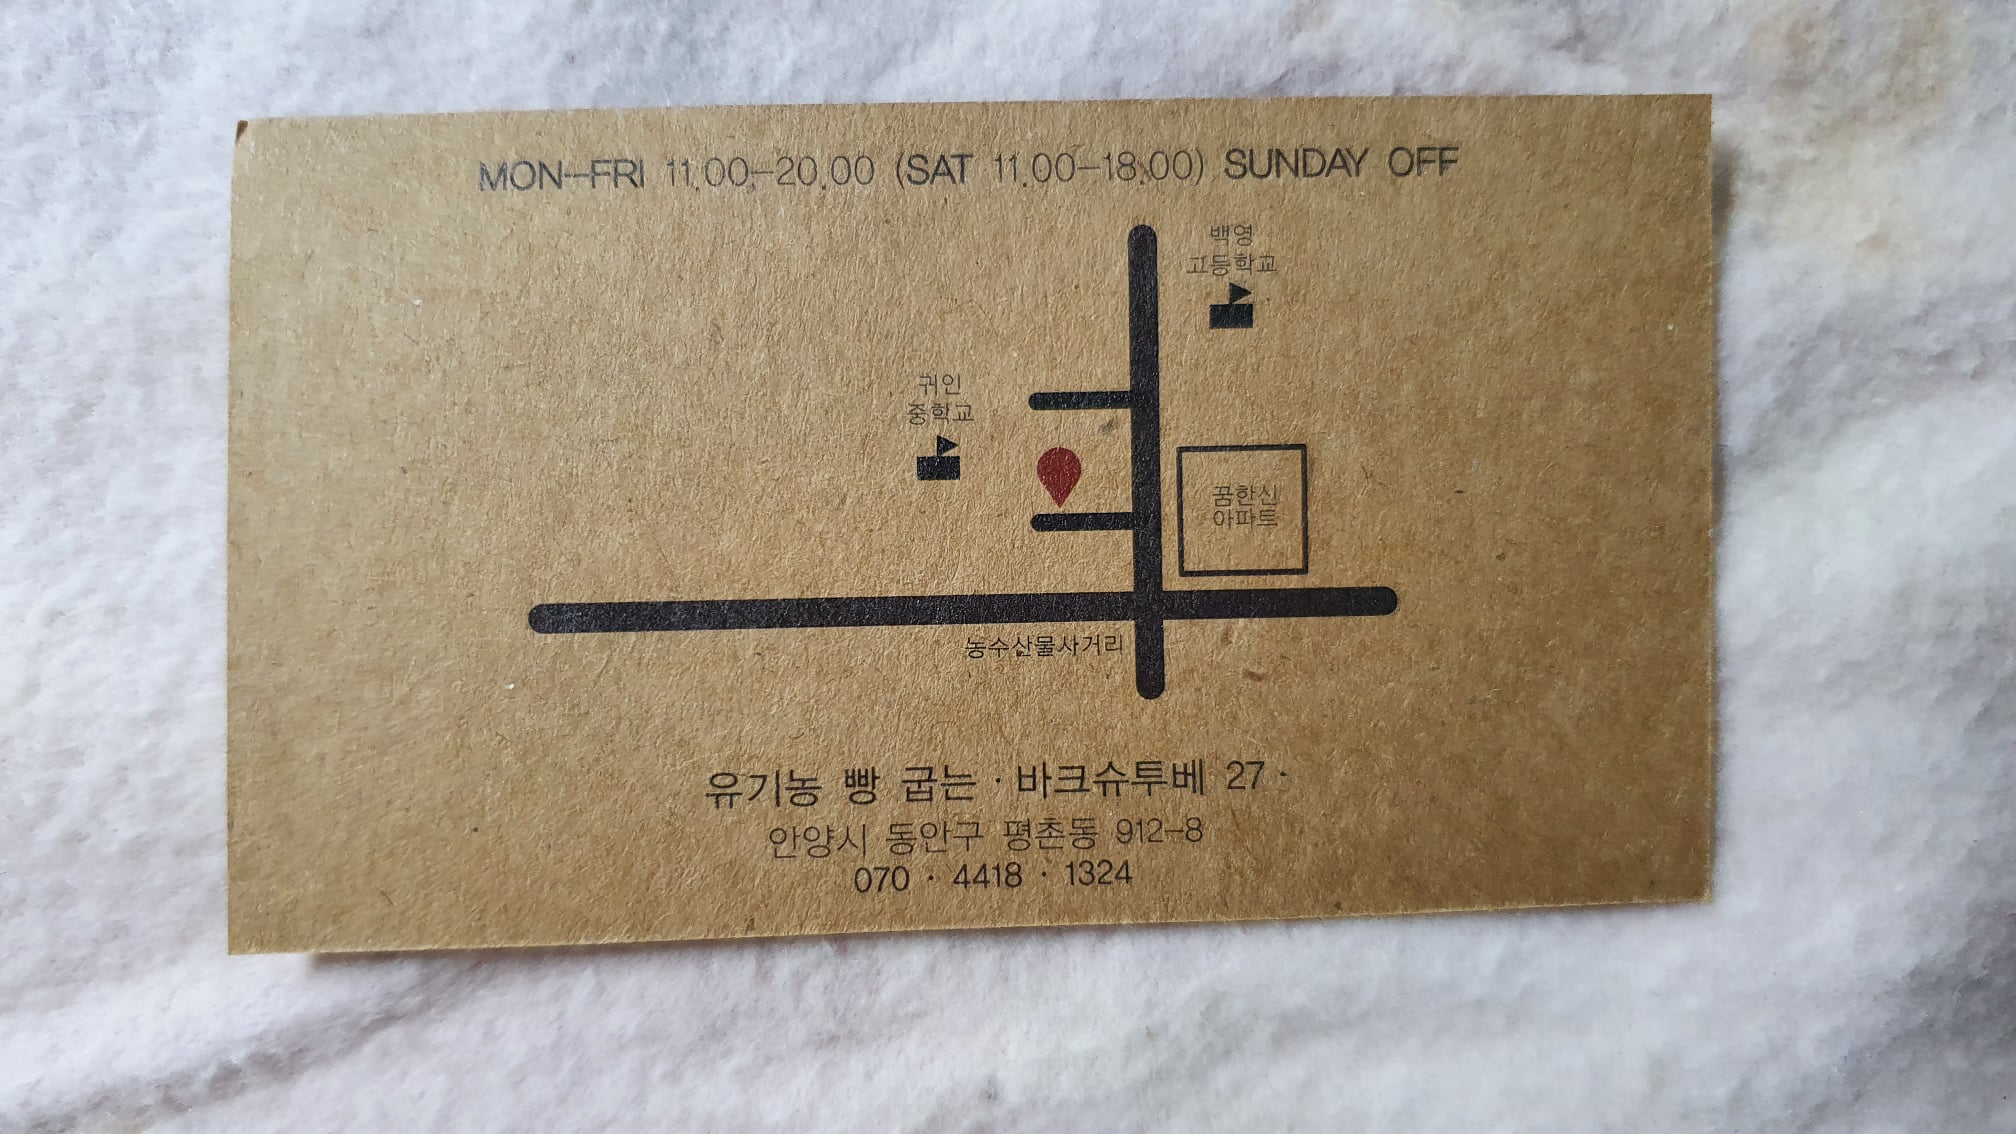 MON-FRI 11.00-20.00 (SAT 11.00-18.00) SUNDAY OFF
백영
고등학교
귀인
중학교
꿈한신
아파트
농수산물사거리
유기농 빵 굽는 · 바크슈투베 27 ·
안양시 동안구 평촌동 912-8
070 · 4418 · 1324